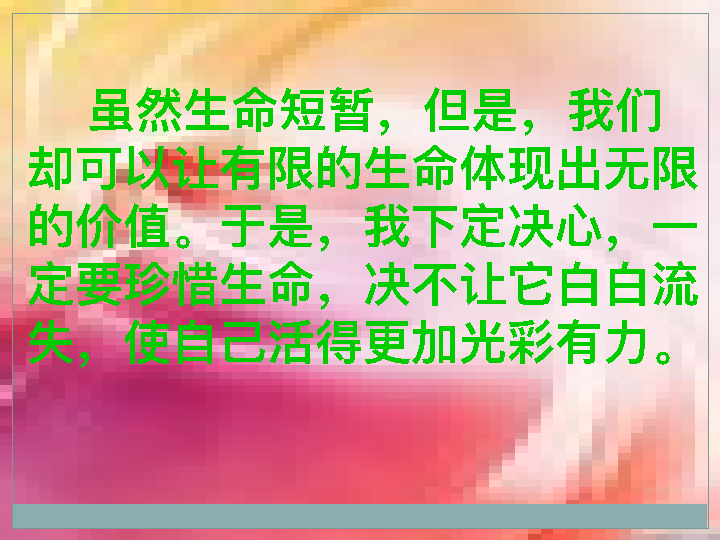 虽然生命短暂，但是，我们
却可以让有限的生命体现出无限
的价值。于是，我下定决心，一
定要珍惜生命，决不让它白白流
失，使自己活得更加光彩有力。